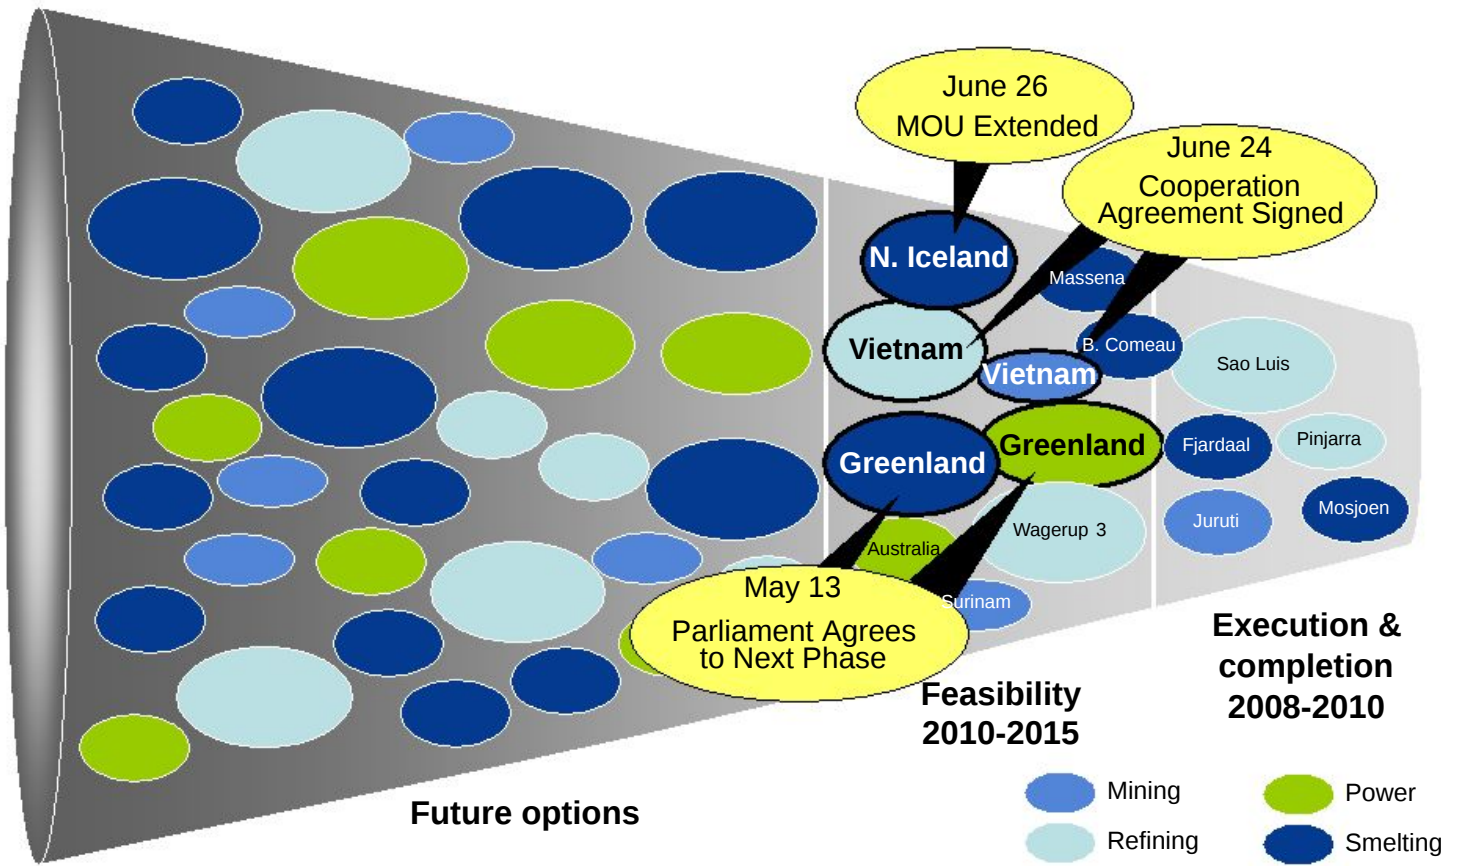 June 26
MOU Extended
June 24
Cooperation
Agreement Signed
N. Iceland
Massena
Vietnam
B. Comeau
Vietnam
Sao Luis
Greenland
Greenland
Fjardaal
Pinjarra
Australia
Wagerup 3
Juruti
Mosjoen
Surinam
May 13
Parliament Agrees
to Next Phase
Feasibility
2010-2015
Execution &
completion
2008-2010
Future options
Mining
Power
Refining
Smelting